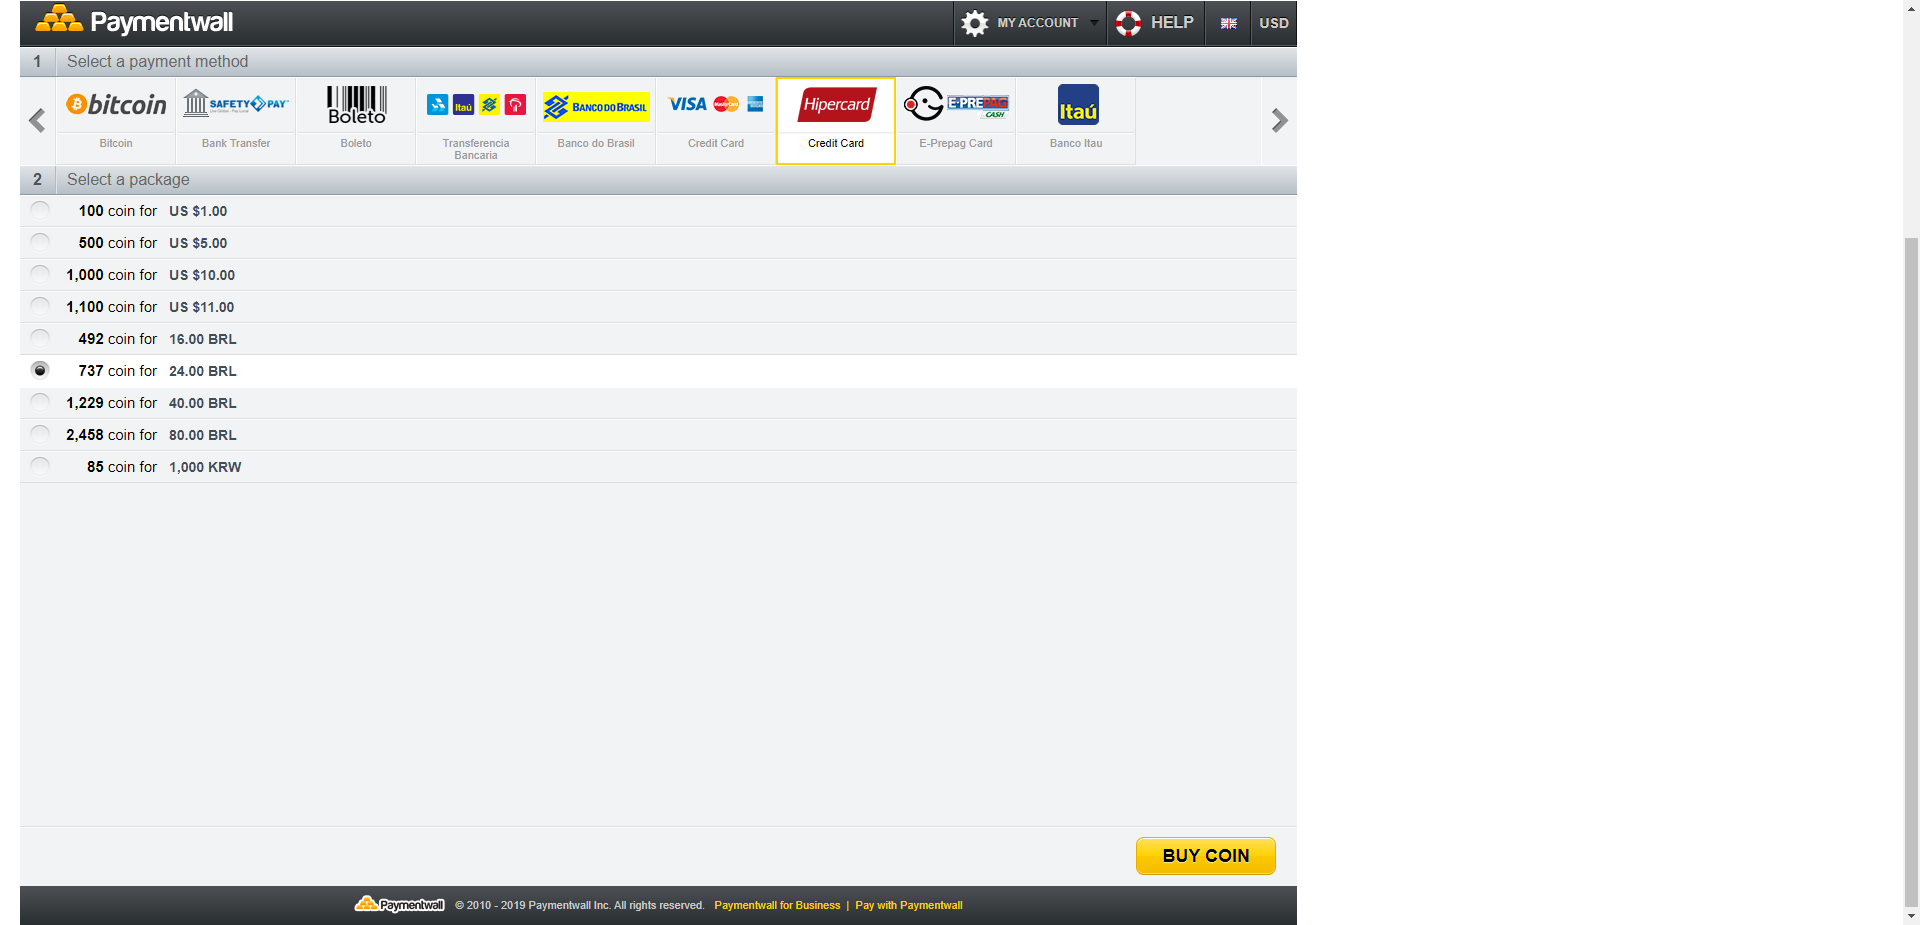 Paymentwall
MY ACCOUNT
HELP
USD
1 Select a payment method
bitcoin
Bitcoin
SAFETY PAY
Bank Transfer
Boleto
Boleto
Itaú
Transferencia
Bancaria
BANCO DO BRASIL
Banco do Brasil
VISA MasterCard
Credit Card
Hipercard
Credit Card
E-PREPAG
CASH
E-Prepag Card
Itaú
Banco Itau
2 Select a package
100 coin for US $1.00
500 coin for US $5.00
1,000 coin for US $10.00
1,100 coin for US $11.00
492 coin for 16.00 BRL
737 coin for 24.00 BRL
1,229 coin for 40.00 BRL
2,458 coin for 80.00 BRL
85 coin for 1,000 KRW
BUY COIN
Paymentwall © 2010 - 2019 Paymentwall Inc. All rights reserved. Paymentwall for Business | Pay with Paymentwall